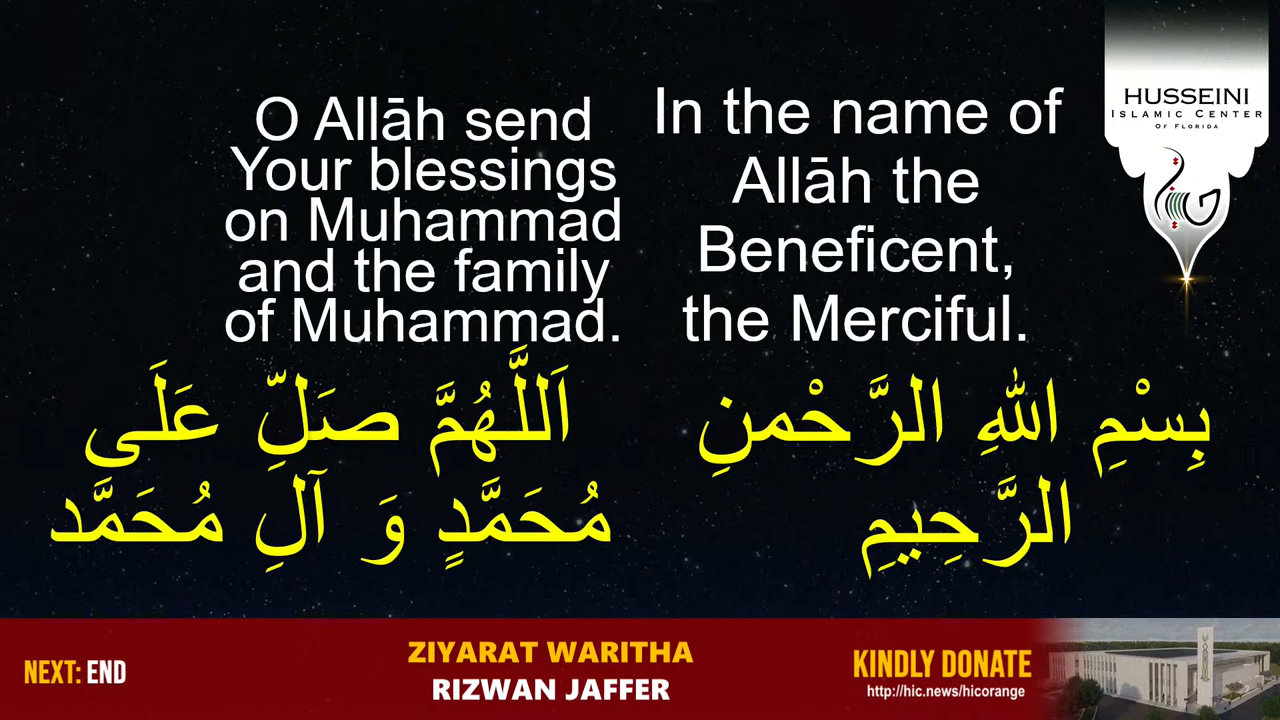 In the name of
Allāh the
Beneficent,
the Merciful.
بِسْمِ اللهِ الرَّحْمنِ
الرَّحِيمِ
O Allāh send
Your blessings
on Muhammad
and the family
of Muhammad.
اَللَّهُمَّ صَلِّ عَلَى
مُحَمَّدٍ وَ آلِ مُحَمَّد
HUSSEINI
ISLAMIC CENTER
OF FLORIDA
NEXT: END
ZIYARAT WARITHA
RIZWAN JAFFER
KINDLY DONATE
http://hic.news/hicorange